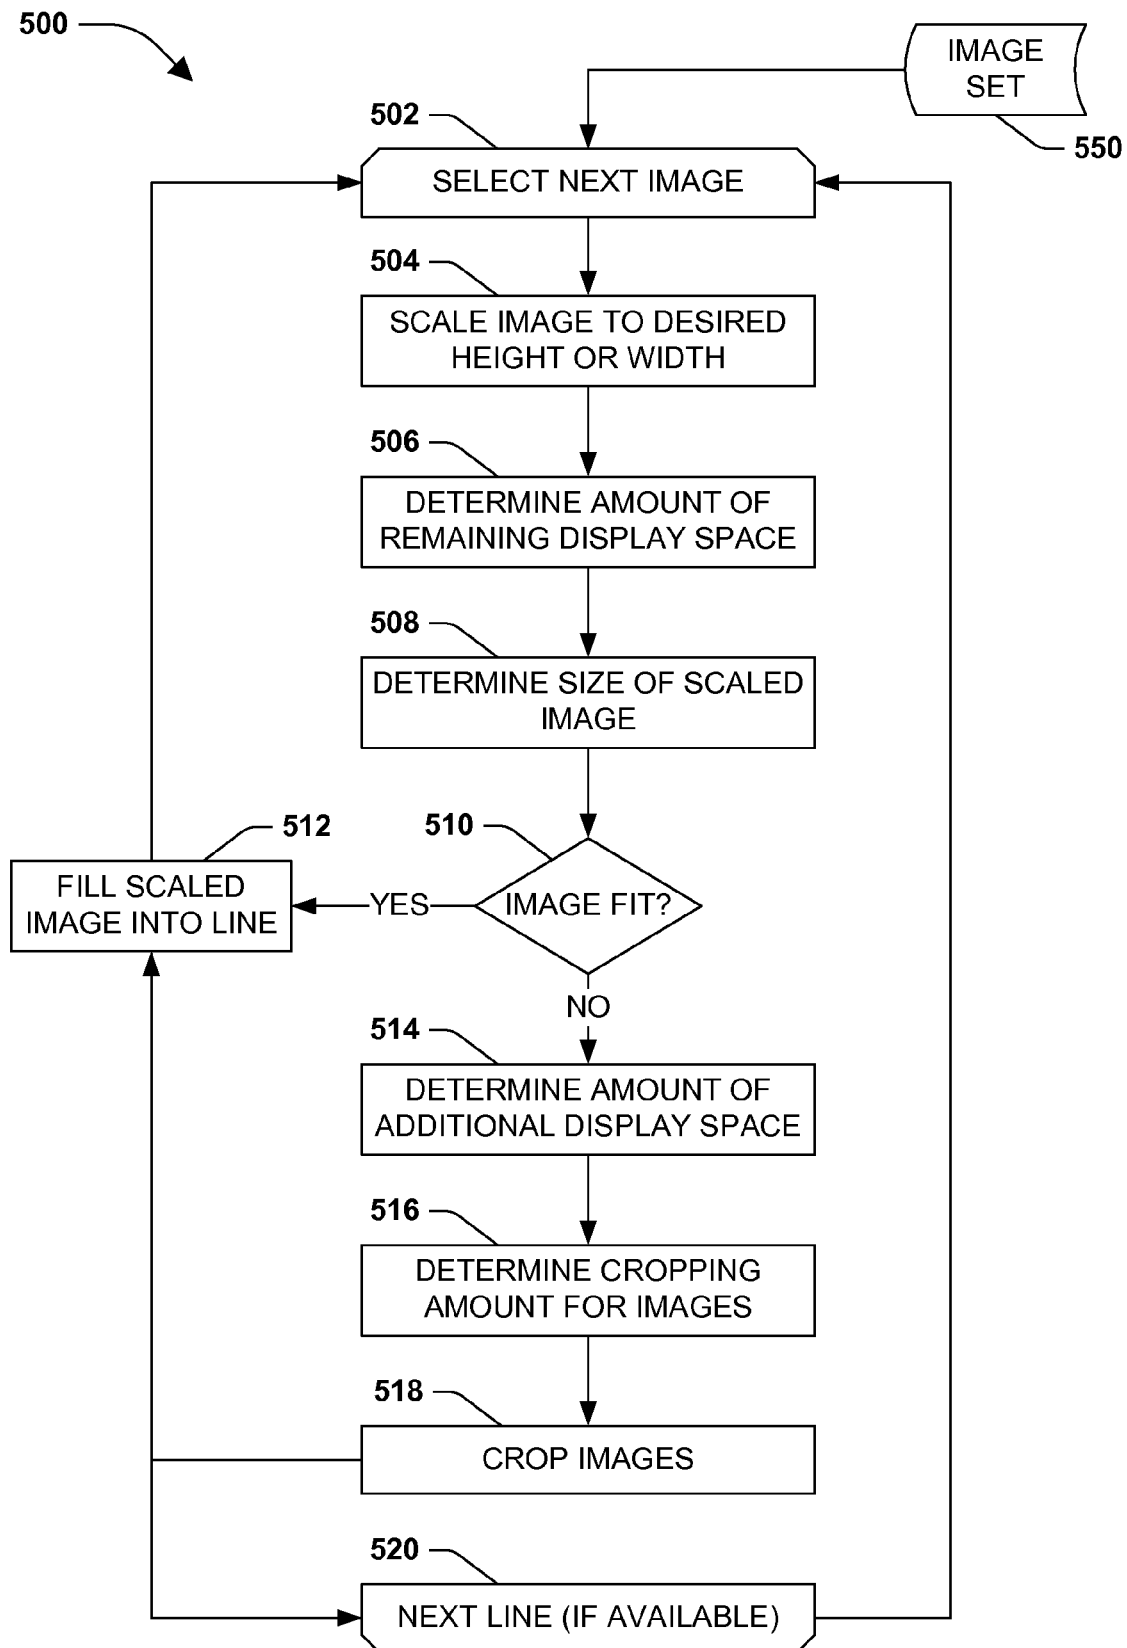 500
IMAGE
SET
550
502
SELECT NEXT IMAGE
504
SCALE IMAGE TO DESIRED
HEIGHT OR WIDTH
506
DETERMINE AMOUNT OF
REMAINING DISPLAY SPACE
508
DETERMINE SIZE OF SCALED
IMAGE
512
510
FILL SCALED
IMAGE INTO LINE
YES
IMAGE FIT?
NO
514
DETERMINE AMOUNT OF
ADDITIONAL DISPLAY SPACE
516
DETERMINE CROPPING
AMOUNT FOR IMAGES
518
CROP IMAGES
520
NEXT LINE (IF AVAILABLE)